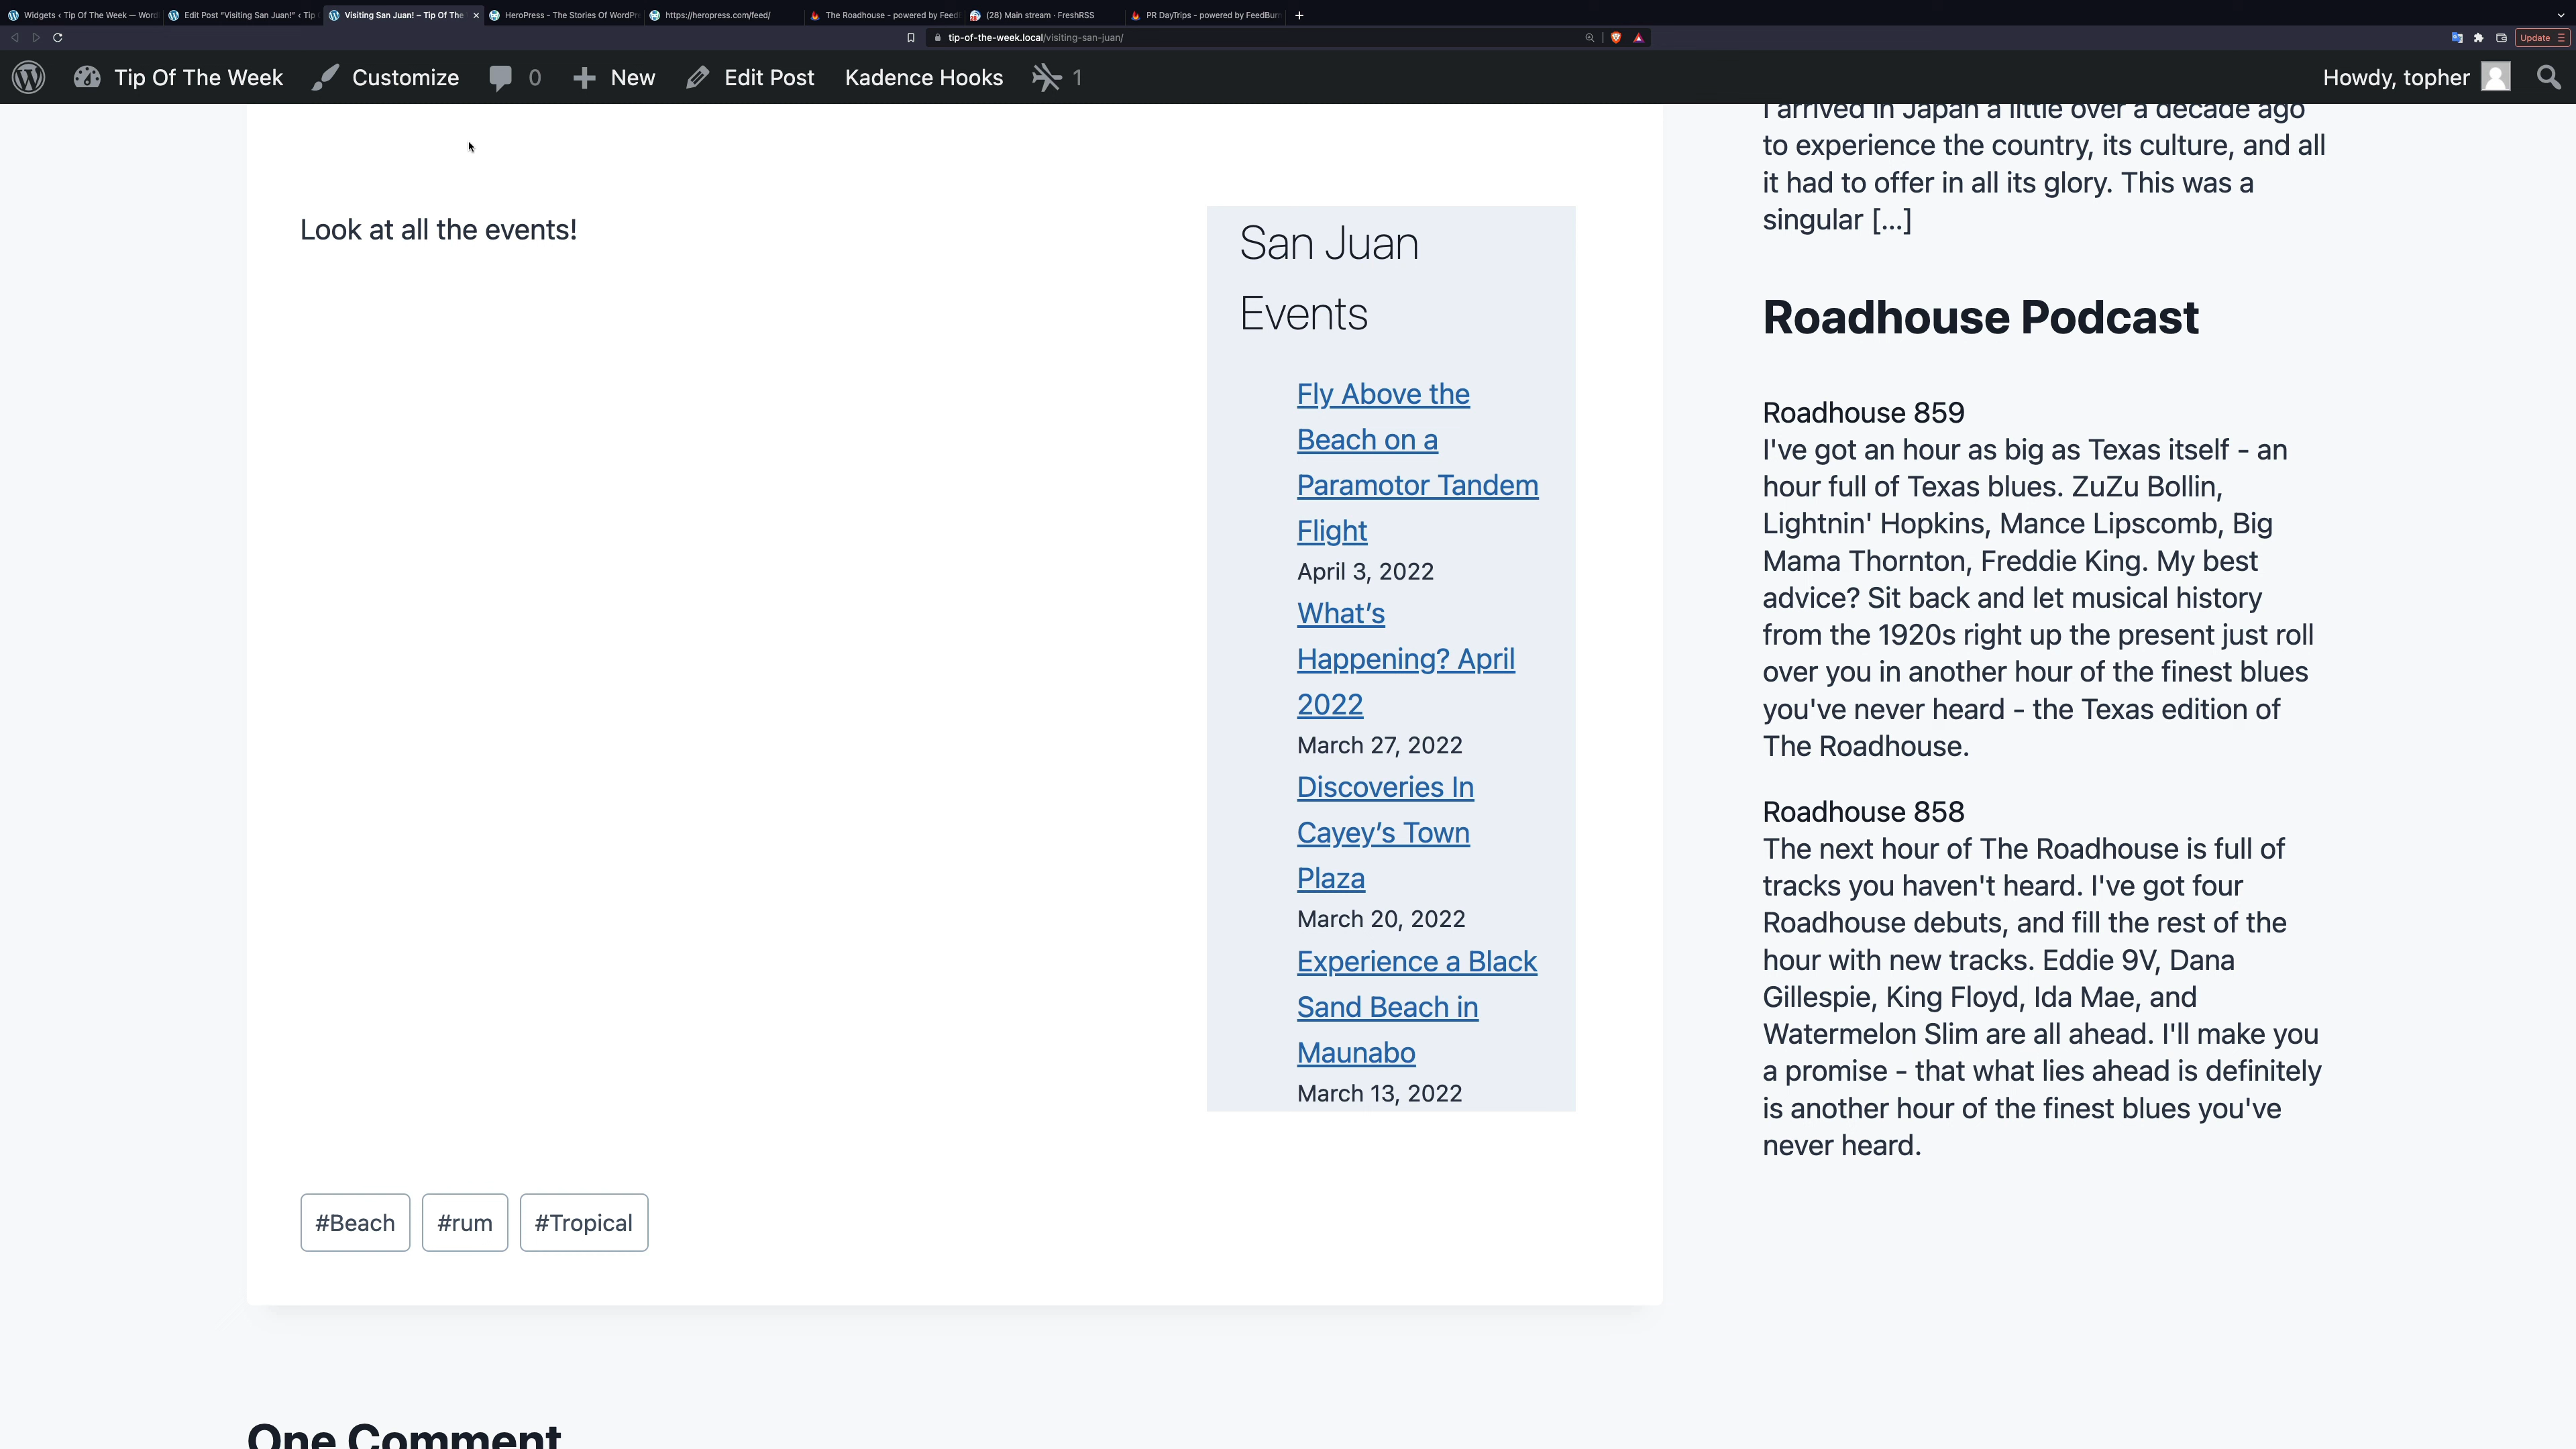 Widgets ‹ Tip Of The Week — Word
Edit Post "Visiting San Juan!" ‹ Tip
Visiting San Juan! – Tip Of The
HeroPress - The Stories Of WordPr
https://heropress.com/feed/
The Roadhouse - powered by Feed
(28) Main stream · FreshRSS
PR DayTrips - powered by FeedBurn
tip-of-the-week.local/visiting-san-juan/
Update
Tip Of The Week
Customize
0
New
Edit Post
Kadence Hooks
1
Howdy, topher
Look at all the events!
San Juan
Events
Fly Above the
Beach on a
Paramotor Tandem
Flight
April 3, 2022
What's
Happening? April
2022
March 27, 2022
Discoveries In
Cayey's Town
Plaza
March 20, 2022
Experience a Black
Sand Beach in
Maunabo
March 13, 2022
#Beach
#rum
#Tropical
One Comment
I arrived in Japan a little over a decade ago
to experience the country, its culture, and all
it had to offer in all its glory. This was a
singular [...]
Roadhouse Podcast
Roadhouse 859
I've got an hour as big as Texas itself - an
hour full of Texas blues. ZuZu Bollin,
Lightnin' Hopkins, Mance Lipscomb, Big
Mama Thornton, Freddie King. My best
advice? Sit back and let musical history
from the 1920s right up the present just roll
over you in another hour of the finest blues
you've never heard - the Texas edition of
The Roadhouse.
Roadhouse 858
The next hour of The Roadhouse is full of
tracks you haven't heard. I've got four
Roadhouse debuts, and fill the rest of the
hour with new tracks. Eddie 9V, Dana
Gillespie, King Floyd, Ida Mae, and
Watermelon Slim are all ahead. I'll make you
a promise - that what lies ahead is definitely
is another hour of the finest blues you've
never heard.